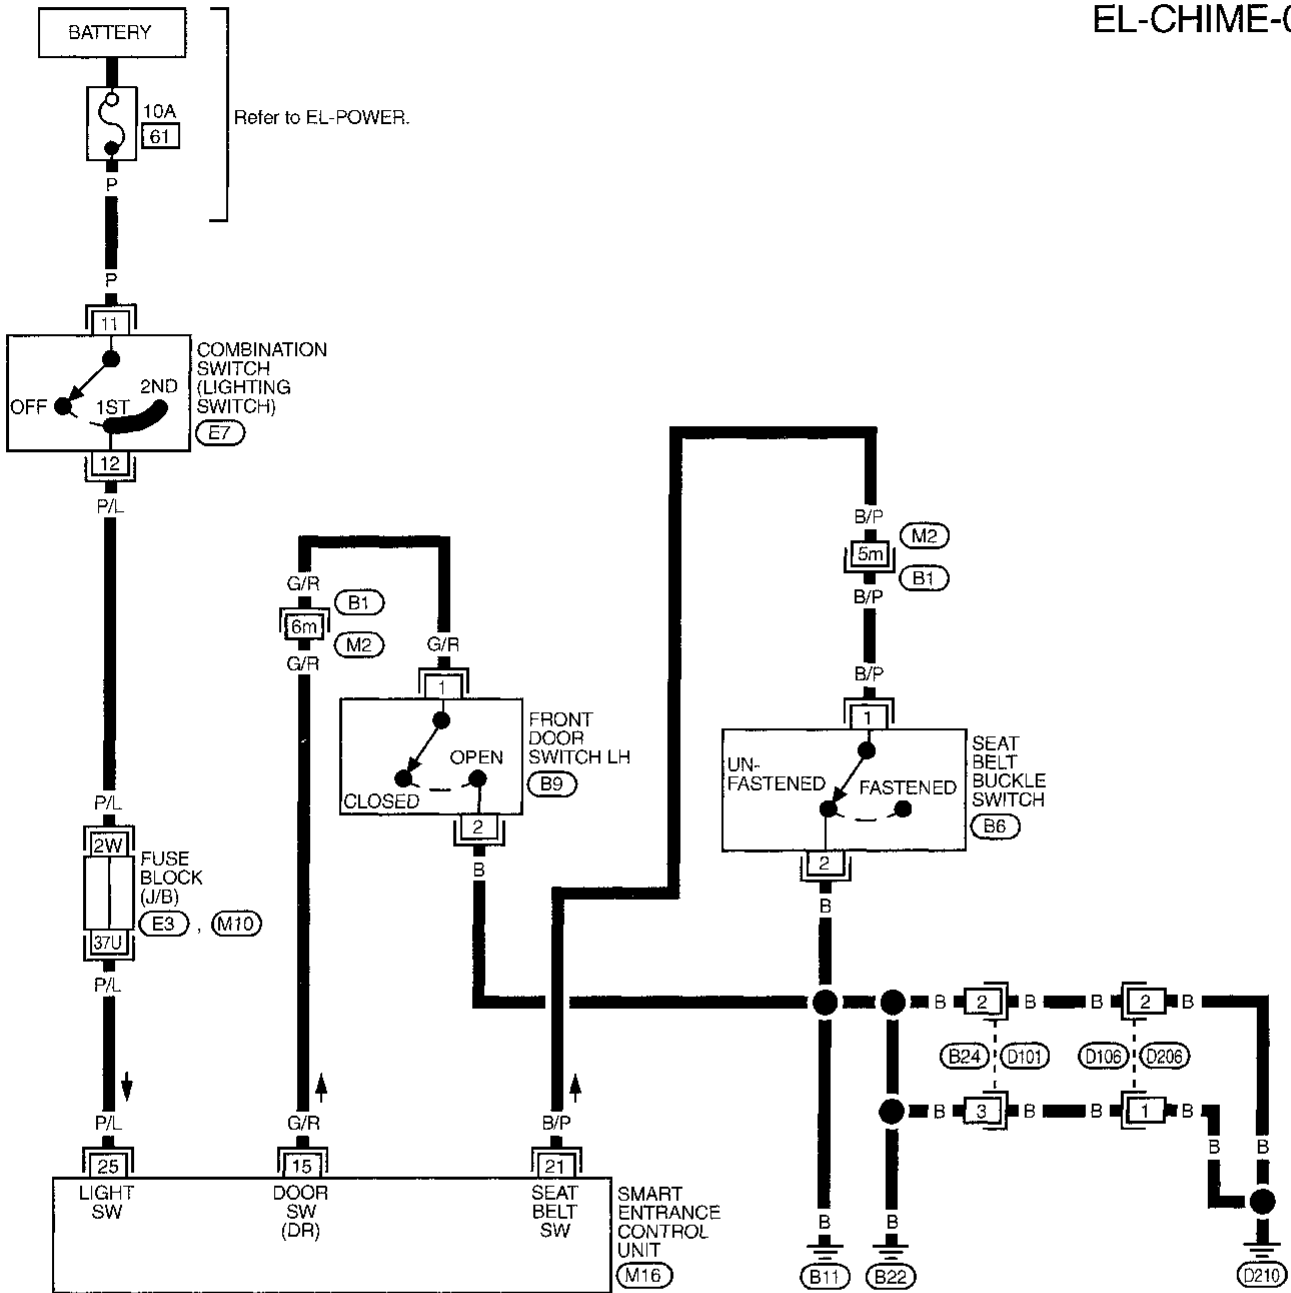 EL-CHIME-0
BATTERY
10A
61
Refer to EL-POWER.
P
P
11
COMBINATION
SWITCH
(LIGHTING
SWITCH)
E7
OFF
1ST
2ND
12
P/L
P/L
2W
FUSE
BLOCK
(J/B)
E3 , M10
37U
P/L
P/L
25
LIGHT
SW
G/R
B1
6m
M2
G/R
G/R
1
FRONT
DOOR
SWITCH LH
B9
OPEN
CLOSED
2
B
G/R
15
DOOR
SW
(DR)
B/P
M2
5m
B1
B/P
B/P
1
SEAT
BELT
BUCKLE
SWITCH
B6
UN-
FASTENED
FASTENED
2
B
B/P
21
SEAT
BELT
SW
SMART
ENTRANCE
CONTROL
UNIT
M16
B 2 B B 2 B
B24 D101 D106 D206
B 3 B B 1 B
B B
B B
B11 B22 D210